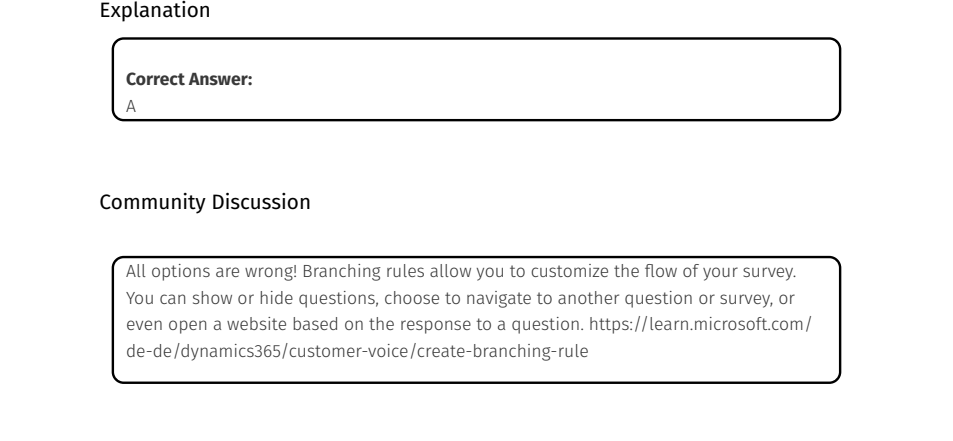 Explanation
Correct Answer:
A
Community Discussion
All options are wrong! Branching rules allow you to customize the flow of your survey.
You can show or hide questions, choose to navigate to another question or survey, or
even open a website based on the response to a question. https://learn.microsoft.com/
de-de/dynamics365/customer-voice/create-branching-rule